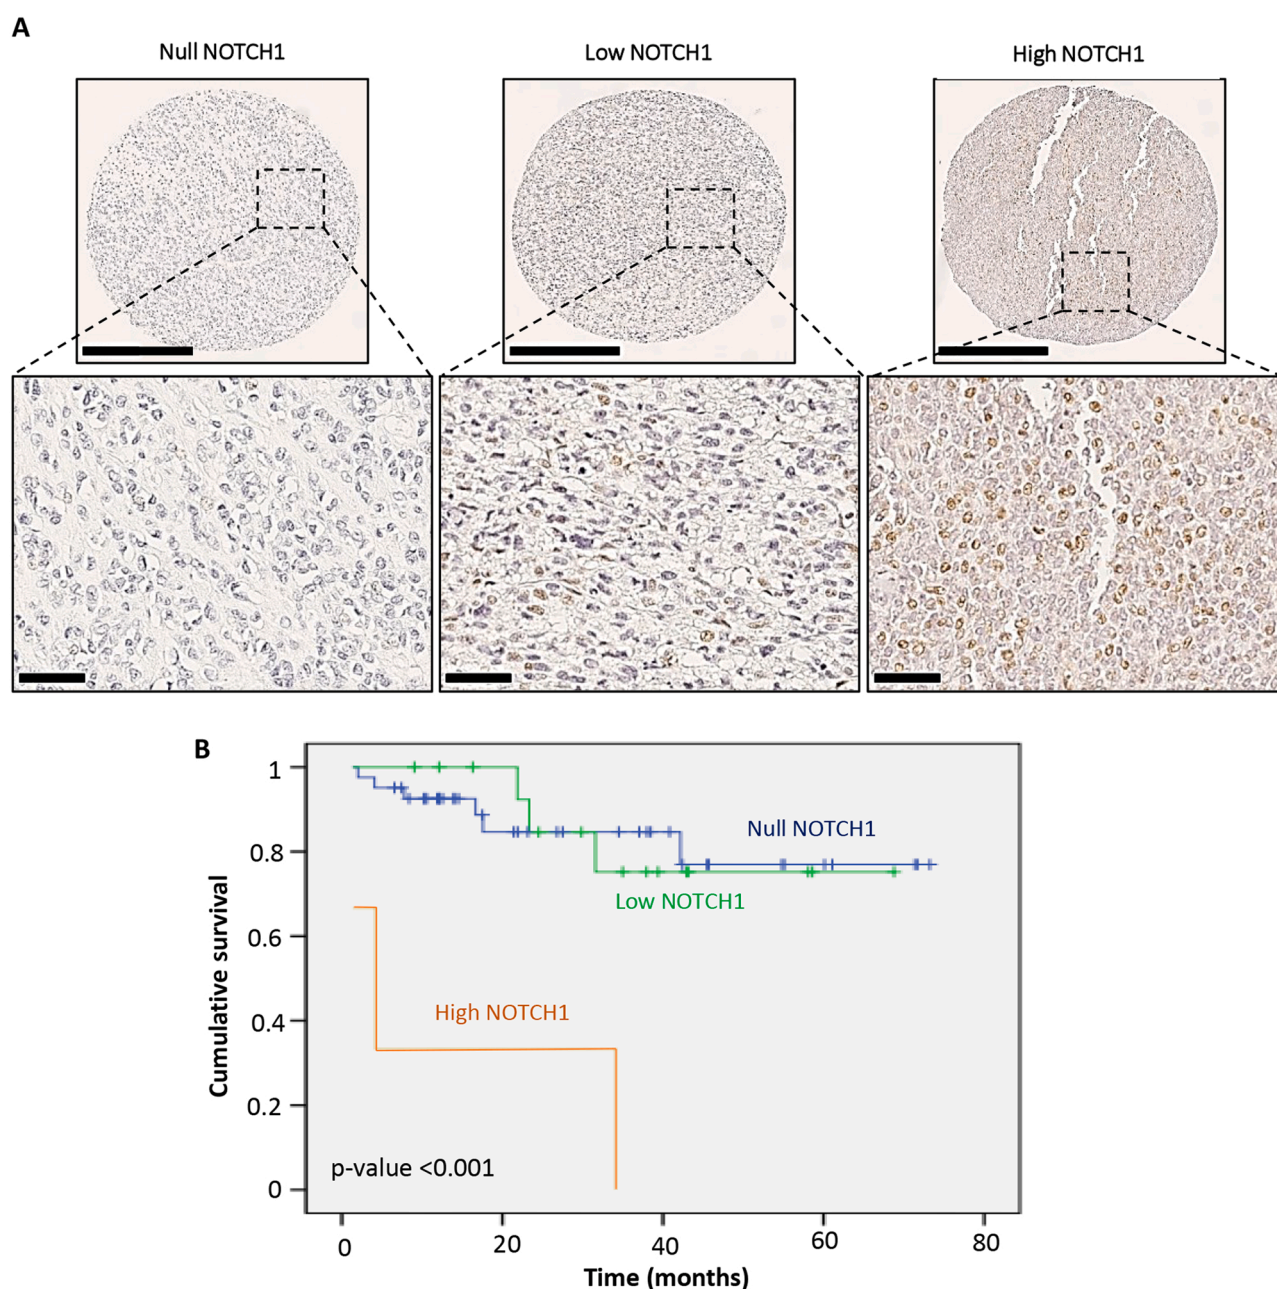 A
Null NOTCH1
Low NOTCH1
High NOTCH1
B
Cumulative survival
1
0.8
0.6
0.4
0.2
0
Null NOTCH1
Low NOTCH1
High NOTCH1
p-value <0.001
0 20 40 60 80
Time (months)